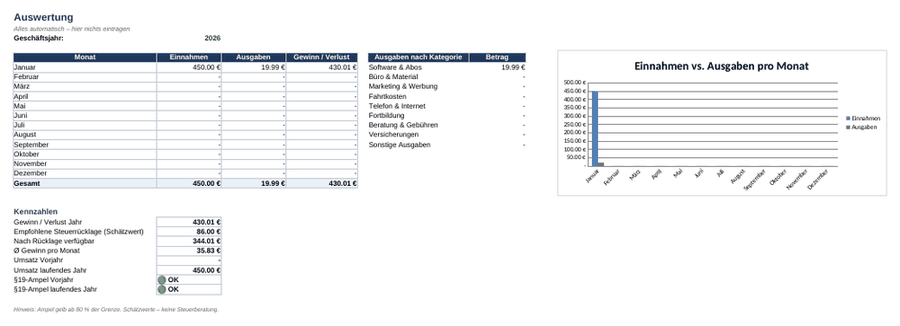 Auswertung
Alles automatisch – hier nichts eintragen
Geschäftsjahr: 2026
Monat Einnahmen Ausgaben Gewinn / Verlust
Januar 450.00 € 19.99 € 430.01 €
Februar - - -
März - - -
April - - -
Mai - - -
Juni - - -
Juli - - -
August - - -
September - - -
Oktober - - -
November - - -
Dezember - - -
Gesamt 450.00 € 19.99 € 430.01 €
Ausgaben nach Kategorie Betrag
Software & Abos 19.99 €
Büro & Material -
Marketing & Werbung -
Fahrtkosten -
Telefon & Internet -
Fortbildung -
Beratung & Gebühren -
Versicherungen -
Sonstige Ausgaben -
Einnahmen vs. Ausgaben pro Monat
500.00 €
450.00 €
400.00 €
350.00 €
300.00 €
250.00 €
200.00 €
150.00 €
100.00 €
50.00 €
-
Januar Februar März April Mai Juni Juli August September Oktober November Dezember
Einnahmen
Ausgaben
Kennzahlen
Gewinn / Verlust Jahr 430.01 €
Empfohlene Steuerrücklage (Schätzwert) 86.00 €
Nach Rücklage verfügbar 344.01 €
Ø Gewinn pro Monat 35.83 €
Umsatz Vorjahr -
Umsatz laufendes Jahr 450.00 €
§19-Ampel Vorjahr OK
§19-Ampel laufendes Jahr OK
Hinweis: Ampel gelb ab 80 % der Grenze. Schätzwerte – keine Steuerberatung.